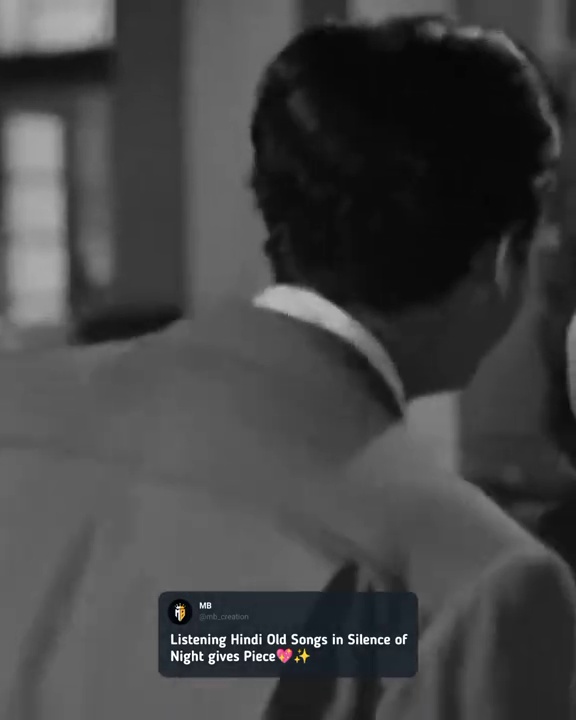 MB
@mb_creation
Listening Hindi Old Songs in Silence of
Night gives Piece💖✨